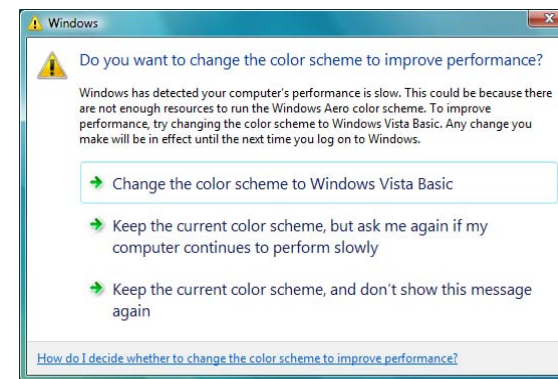 Windows
Do you want to change the color scheme to improve performance?
Windows has detected your computer's performance is slow. This could be because there
are not enough resources to run the Windows Aero color scheme. To improve
performance, try changing the color scheme to Windows Vista Basic. Any change you
make will be in effect until the next time you log on to Windows.
Change the color scheme to Windows Vista Basic
Keep the current color scheme, but ask me again if my
computer continues to perform slowly
Keep the current color scheme, and don't show this message
again
How do I decide whether to change the color scheme to improve performance?